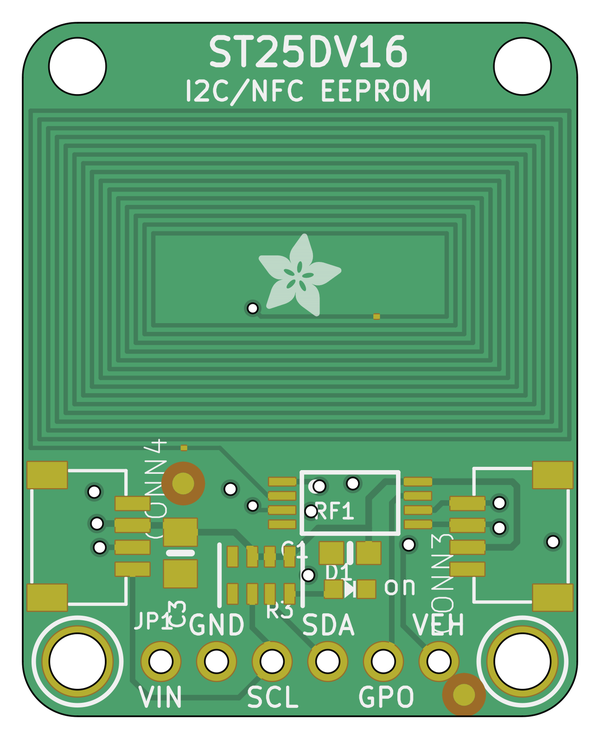 ST25DV16
I2C/NFC EEPROM
CONN4
RF1
C1
D1
on
CONN3
R3
C3
JP1
GND
SDA
VEH
VIN
SCL
GPO